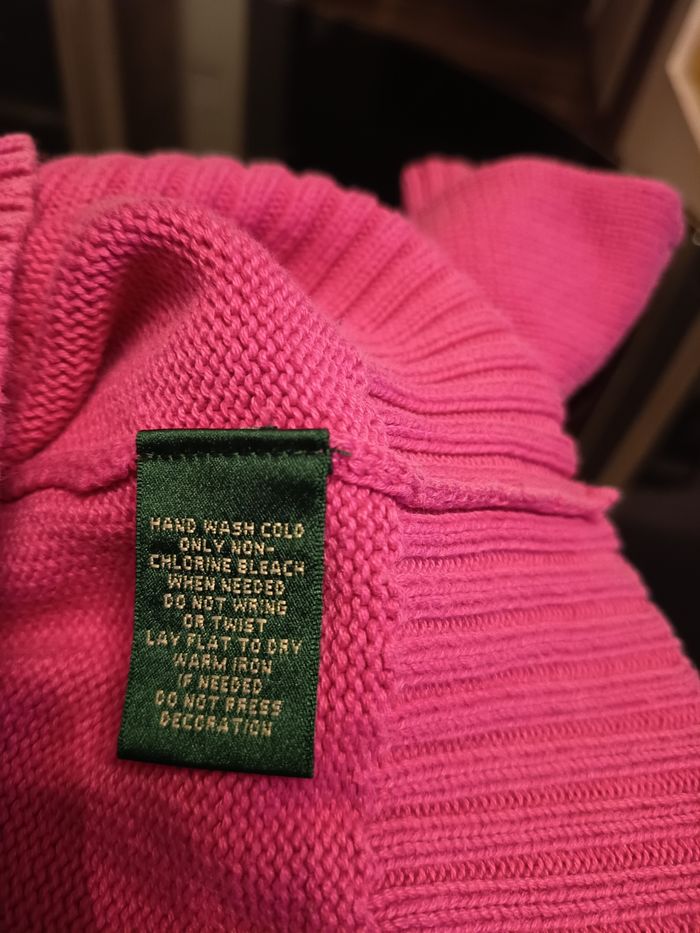 HAND WASH COLD
ONLY NON-
CHLORINE BLEACH
WHEN NEEDED
DO NOT WRING
OR TWIST
LAY FLAT TO DRY
WARM IRON
IF NEEDED
DO NOT PRESS
DECORATION